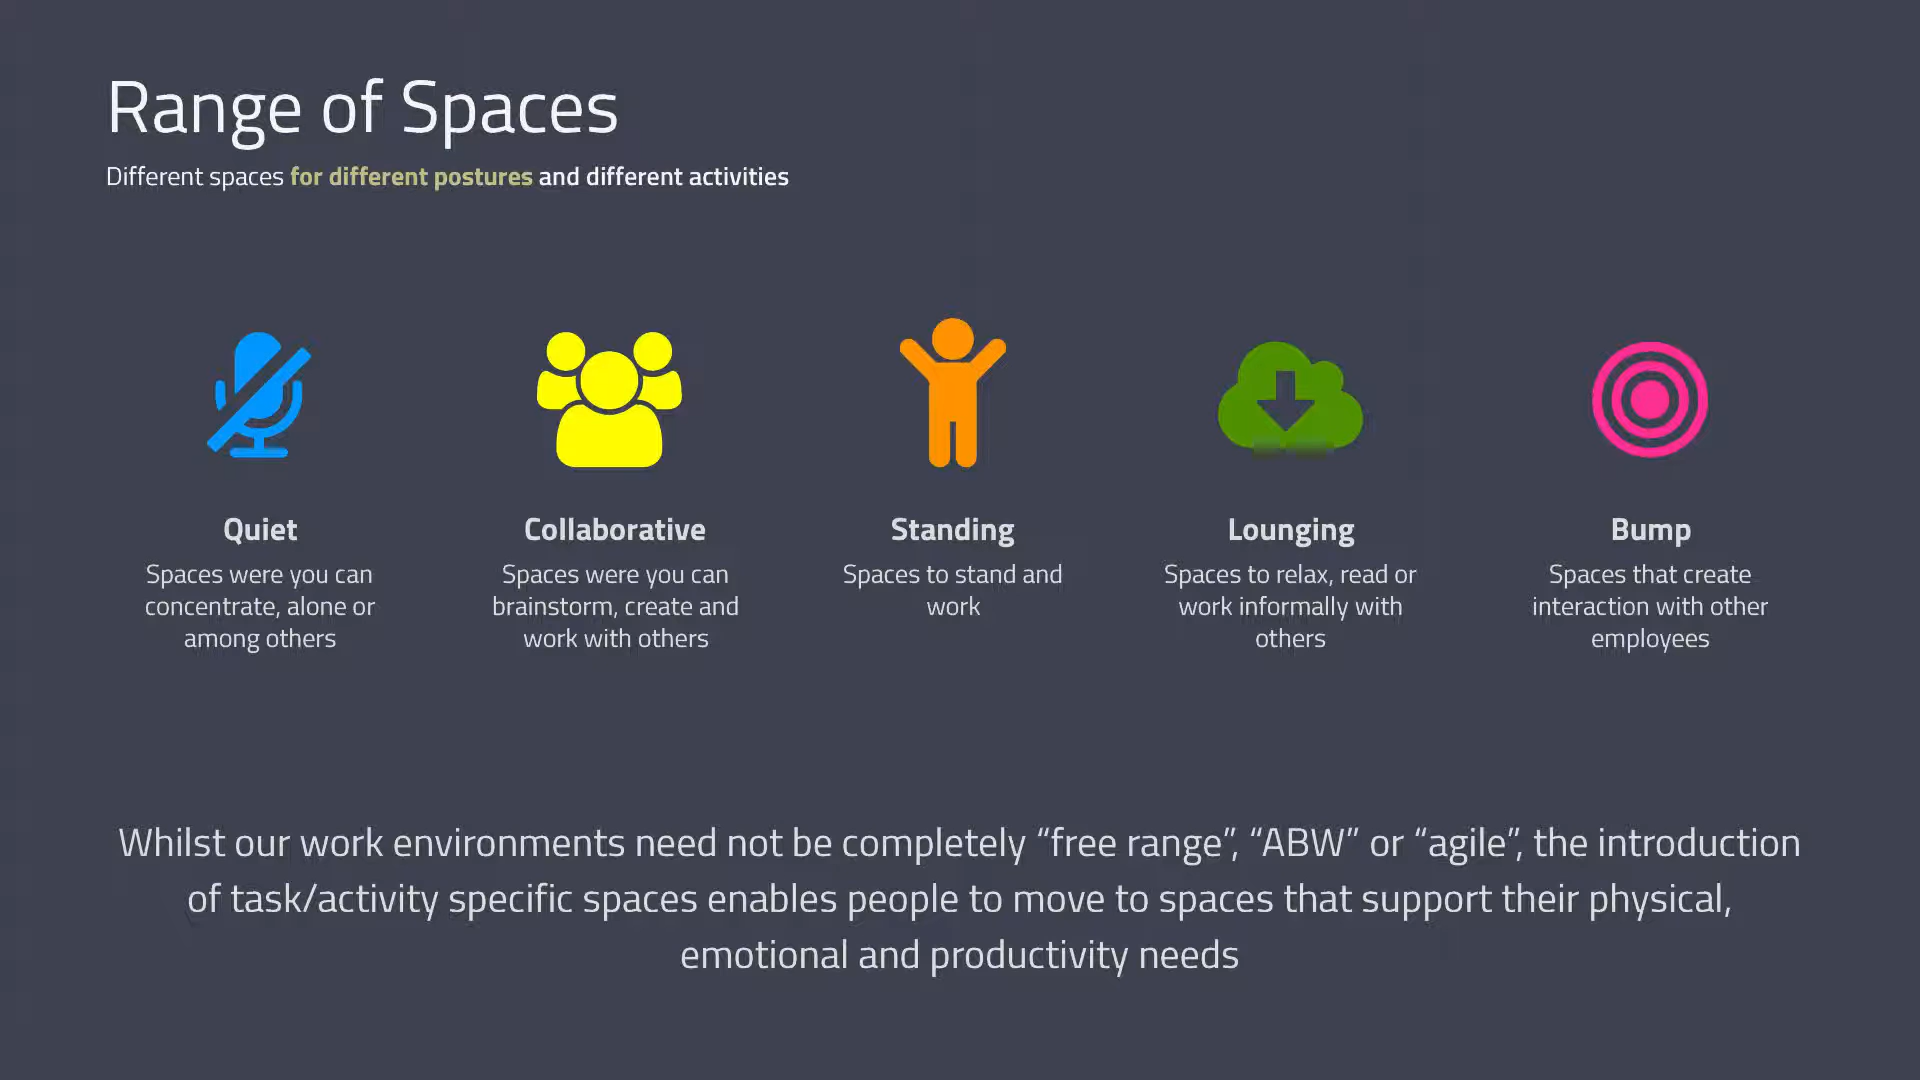 Range of Spaces
Different spaces for different postures and different activities
Quiet
Spaces were you can
concentrate, alone or
among others
Collaborative
Spaces were you can
brainstorm, create and
work with others
Standing
Spaces to stand and
work
Lounging
Spaces to relax, read or
work informally with
others
Bump
Spaces that create
interaction with other
employees
Whilst our work environments need not be completely “free range”, “ABW” or “agile”, the introduction
of task/activity specific spaces enables people to move to spaces that support their physical,
emotional and productivity needs